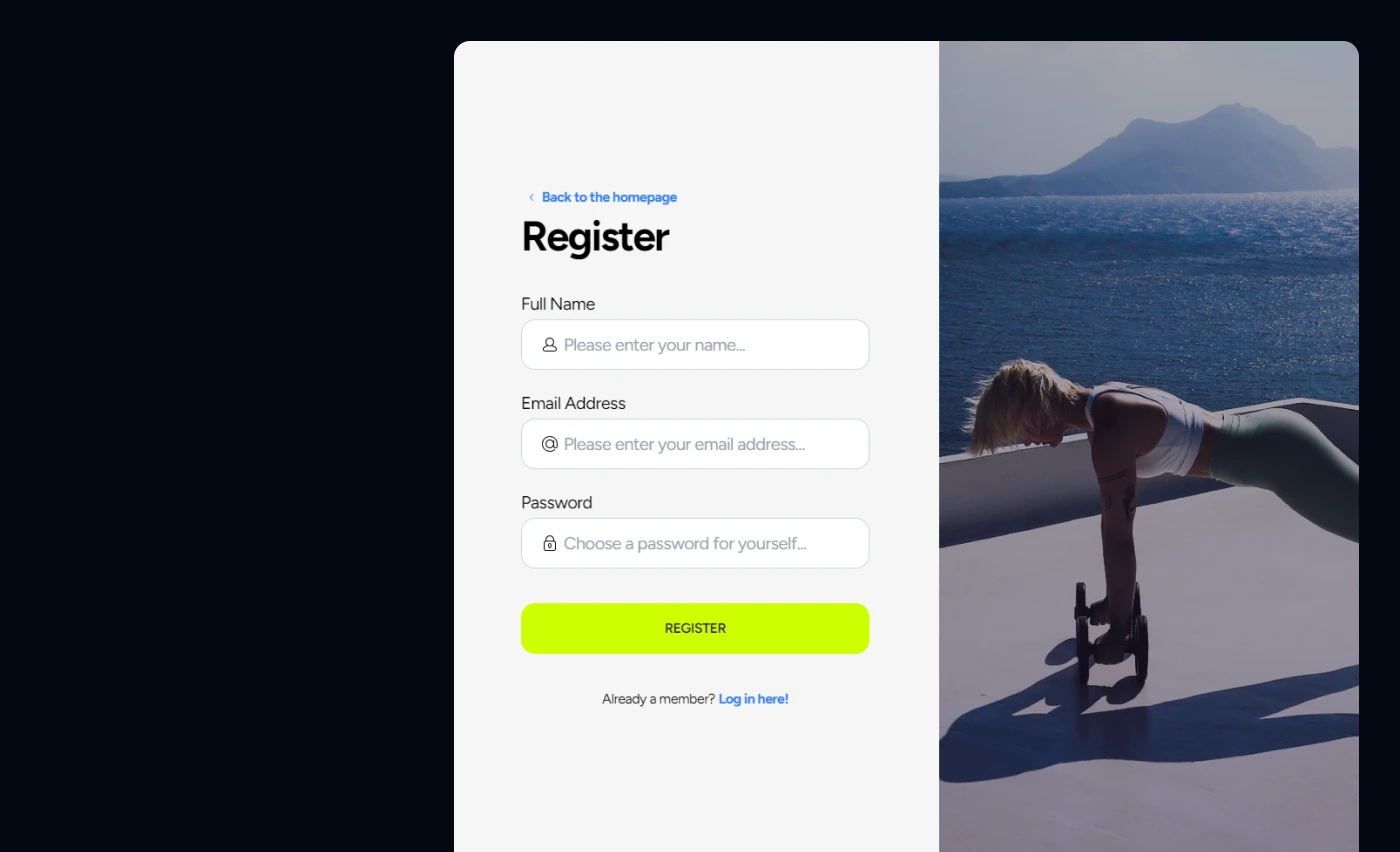 Back to the homepage
Register
Full Name
Please enter your name...
Email Address
Please enter your email address...
Password
Choose a password for yourself...
REGISTER
Already a member? Log in here!